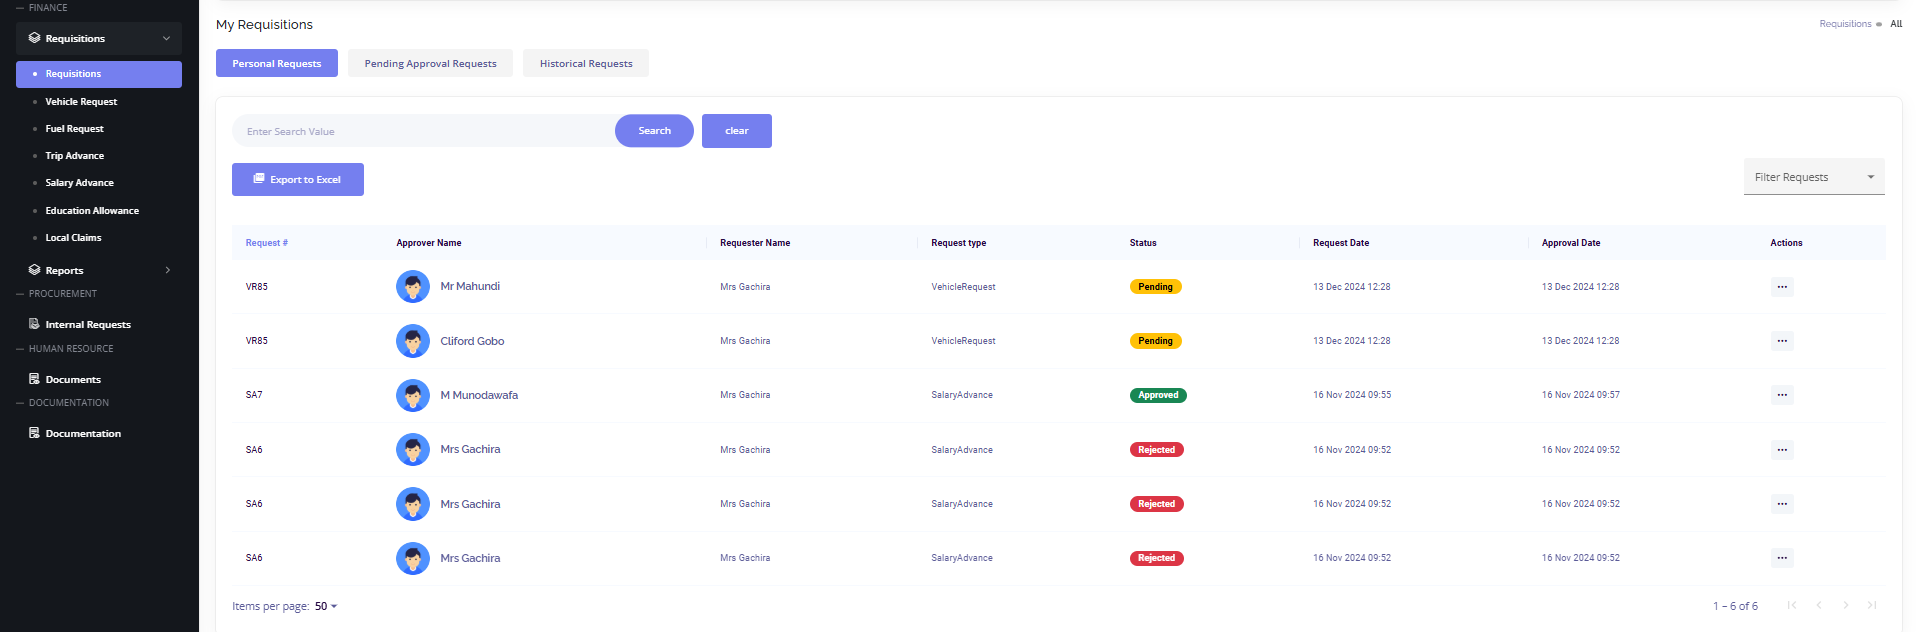 FINANCE
Requisitions
Requisitions
Vehicle Request
Fuel Request
Trip Advance
Salary Advance
Education Allowance
Local Claims
Reports
PROCUREMENT
Internal Requests
HUMAN RESOURCE
Documents
DOCUMENTATION
Documentation
My Requisitions
Requisitions All
Personal Requests Pending Approval Requests Historical Requests
Enter Search Value Search clear
Export to Excel
Filter Requests
Request # Approver Name Requester Name Request type Status Request Date Approval Date Actions
VR85 Mr Mahundi Mrs Gachira VehicleRequest Pending 13 Dec 2024 12:28 13 Dec 2024 12:28 ...
VR85 Cliford Gobo Mrs Gachira VehicleRequest Pending 13 Dec 2024 12:28 13 Dec 2024 12:28 ...
SA7 M Munodawafa Mrs Gachira SalaryAdvance Approved 16 Nov 2024 09:55 16 Nov 2024 09:57 ...
SA6 Mrs Gachira Mrs Gachira SalaryAdvance Rejected 16 Nov 2024 09:52 16 Nov 2024 09:52 ...
SA6 Mrs Gachira Mrs Gachira SalaryAdvance Rejected 16 Nov 2024 09:52 16 Nov 2024 09:52 ...
SA6 Mrs Gachira Mrs Gachira SalaryAdvance Rejected 16 Nov 2024 09:52 16 Nov 2024 09:52 ...
Items per page: 50
1 – 6 of 6